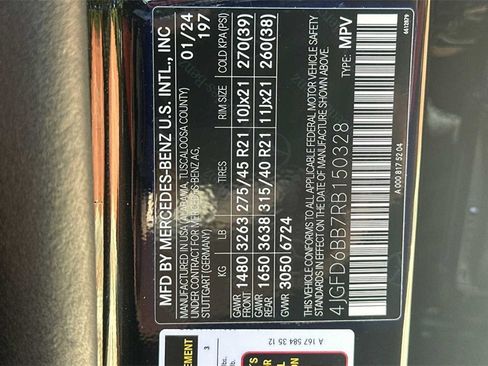 MFD BY MERCEDES-BENZ U.S. INTL., INC
MANUFACTURED IN USA (ALABAMA, TUSCALOOSA COUNTY)
UNDER CONTRACT FOR MERCEDES-BENZ AG,
STUTTGART (GERMANY)
01/24
197
KG LB TIRES RIM SIZE COLD KPA (PSI)
GAWR FRONT 1480 3263 275/45 R21 10Jx21 270(39)
GAWR REAR 1650 3638 315/40 R21 11Jx21 260(38)
GVWR 3050 6724
THIS VEHICLE CONFORMS TO ALL APPLICABLE FEDERAL MOTOR VEHICLE SAFETY
STANDARDS IN EFFECT ON THE DATE OF MANUFACTURE SHOWN ABOVE.
4JGFD6BB7RB150328 TYPE: MPV
A 000 817 52 04
A 167 584 35 12
EMENT
3
lbs.